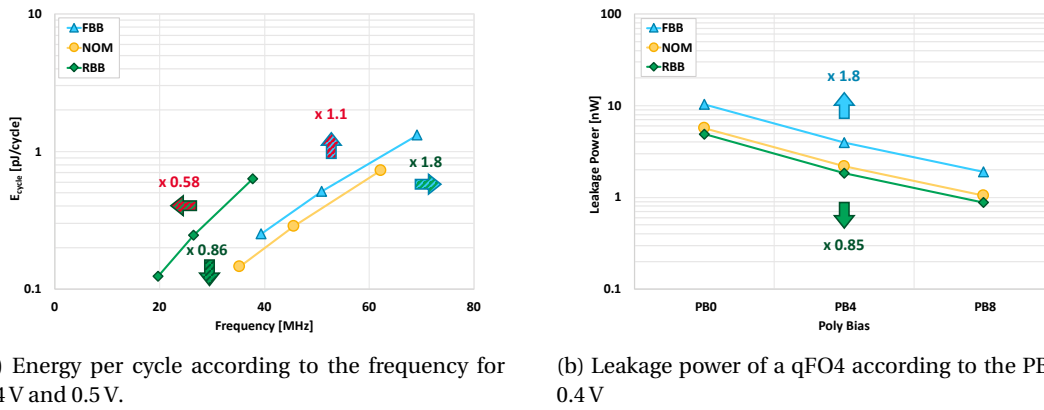 10
FBB
NOM
RBB
x 1.1
1
x 1.8
x 0.58
x 0.86
0.1
0
20
40
60
80
Frequency [MHz]
E_cycle [pJ/cycle]
) Energy per cycle according to the frequency for
4 V and 0.5 V.
100
FBB
NOM
RBB
x 1.8
10
1
x 0.85
0.1
PB0
PB4
PB8
Poly Bias
Leakage Power [nW]
(b) Leakage power of a qFO4 according to the PB
0.4 V